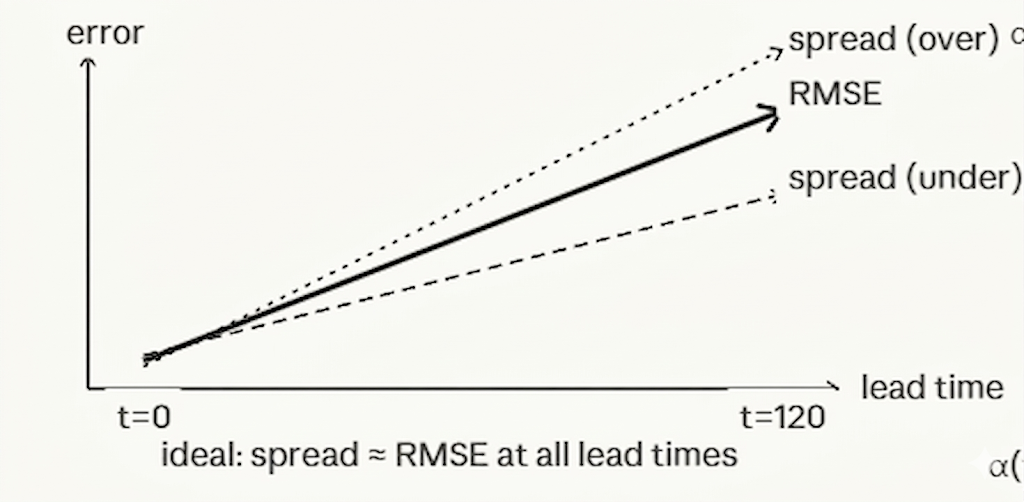 error
spread (over)
RMSE
spread (under)
lead time
t=0
t=120
ideal: spread ≈ RMSE at all lead times
α(